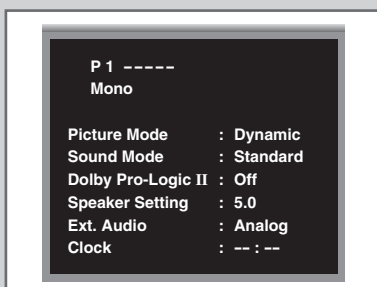 P 1 -----
Mono
Picture Mode : Dynamic
Sound Mode : Standard
Dolby Pro-Logic II : Off
Speaker Setting : 5.0
Ext. Audio : Analog
Clock : -- : --